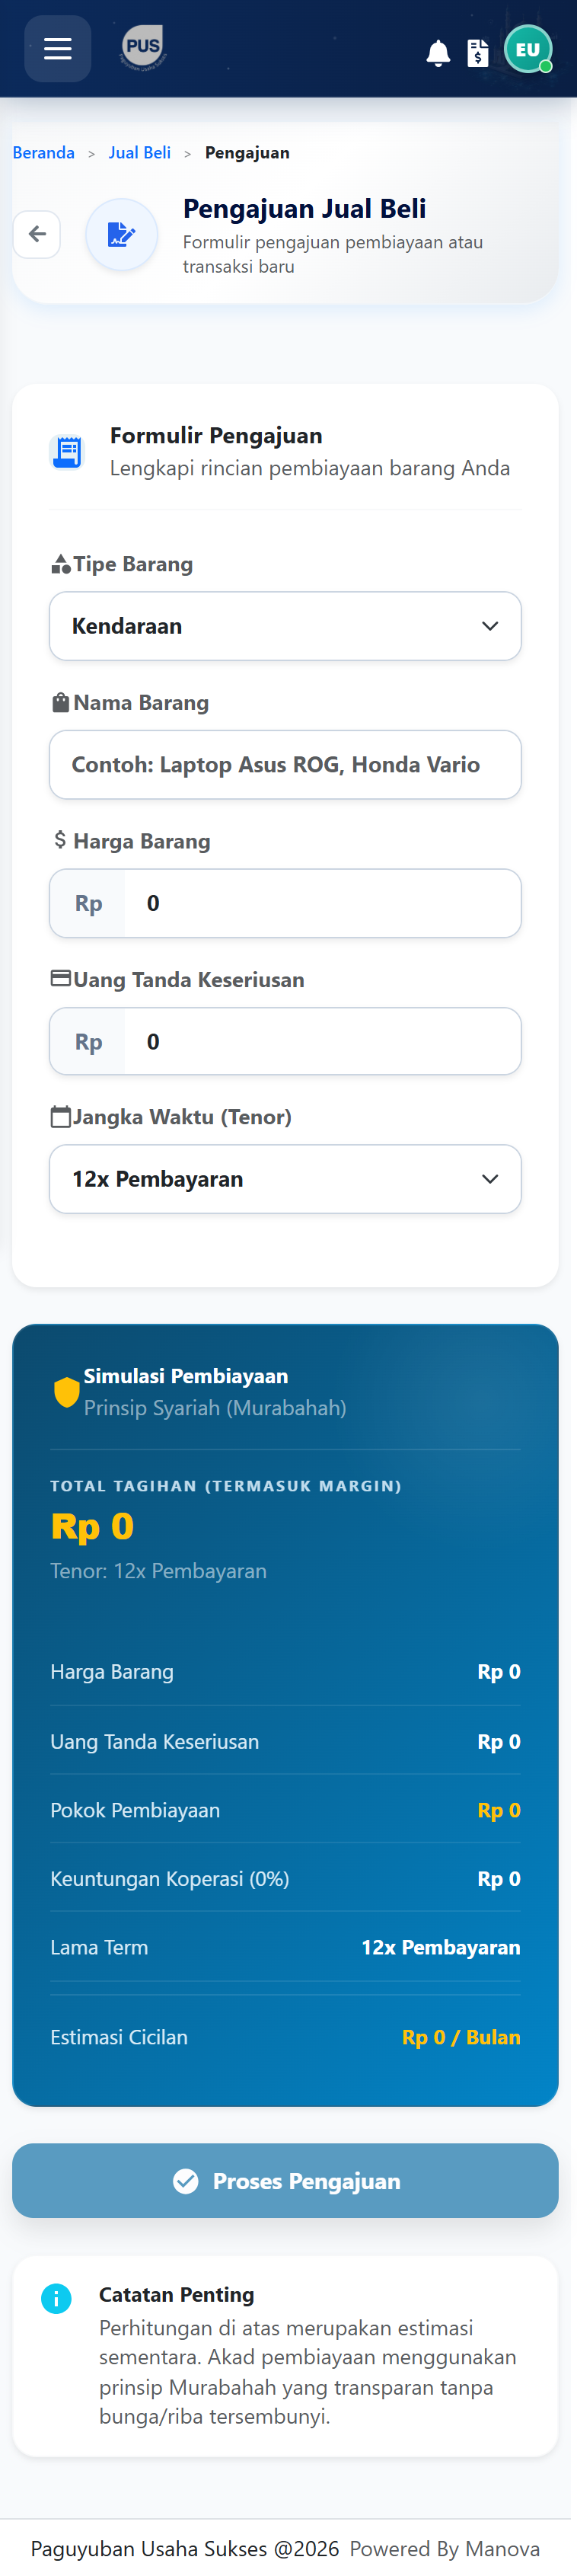 PUS
Paguyuban Usaha Sukses
EU
Beranda > Jual Beli > Pengajuan
Pengajuan Jual Beli
Formulir pengajuan pembiayaan atau
transaksi baru
Formulir Pengajuan
Lengkapi rincian pembiayaan barang Anda
Tipe Barang
Kendaraan
Nama Barang
Contoh: Laptop Asus ROG, Honda Vario
Harga Barang
Rp 0
Uang Tanda Keseriusan
Rp 0
Jangka Waktu (Tenor)
12x Pembayaran
Simulasi Pembiayaan
Prinsip Syariah (Murabahah)
TOTAL TAGIHAN (TERMASUK MARGIN)
Rp 0
Tenor: 12x Pembayaran
Harga Barang Rp 0
Uang Tanda Keseriusan Rp 0
Pokok Pembiayaan Rp 0
Keuntungan Koperasi (0%) Rp 0
Lama Term 12x Pembayaran
Estimasi Cicilan Rp 0 / Bulan
Proses Pengajuan
Catatan Penting
Perhitungan di atas merupakan estimasi
sementara. Akad pembiayaan menggunakan
prinsip Murabahah yang transparan tanpa
bunga/riba tersembunyi.
Paguyuban Usaha Sukses @2026 Powered By Manova